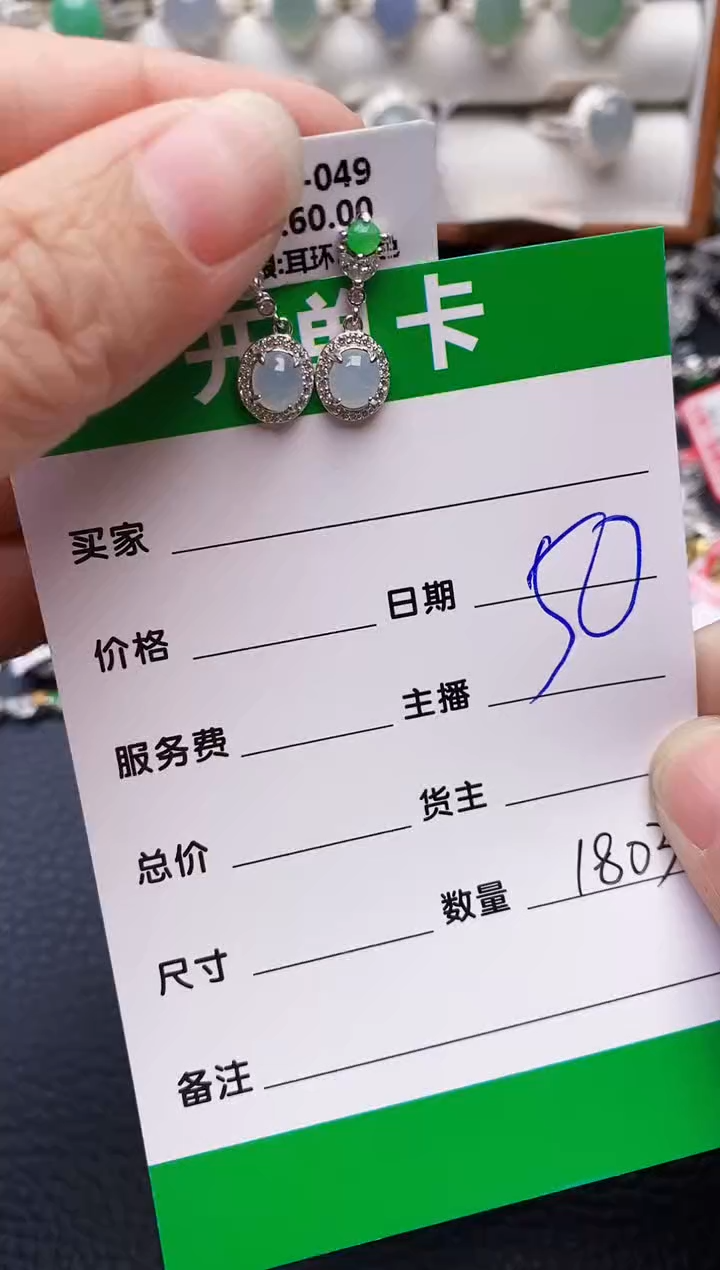 -049
.60.00
:耳环
开单卡
买家
日期 50
价格
主播
服务费
货主
总价
数量 1803
尺寸
备注